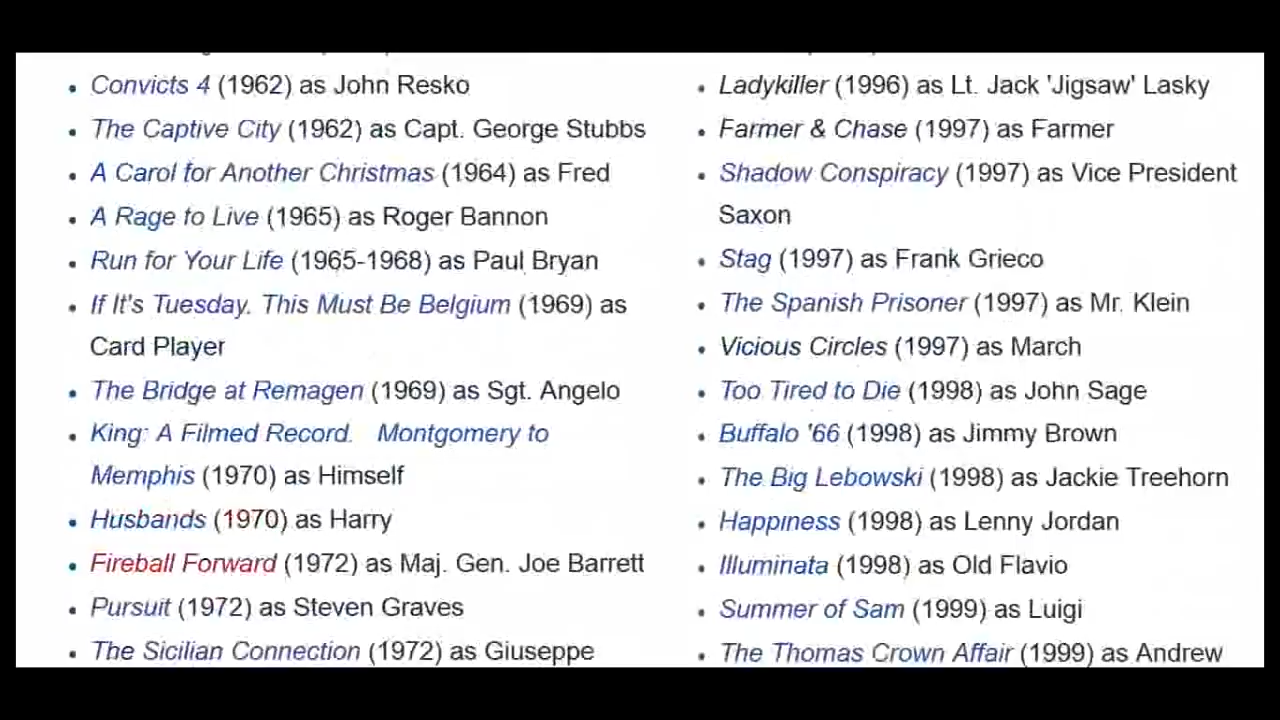 Convicts 4 (1962) as John Resko
The Captive City (1962) as Capt. George Stubbs
A Carol for Another Christmas (1964) as Fred
A Rage to Live (1965) as Roger Bannon
Run for Your Life (1965-1968) as Paul Bryan
If It's Tuesday, This Must Be Belgium (1969) as
Card Player
The Bridge at Remagen (1969) as Sgt. Angelo
King: A Filmed Record. Montgomery to
Memphis (1970) as Himself
Husbands (1970) as Harry
Fireball Forward (1972) as Maj. Gen. Joe Barrett
Pursuit (1972) as Steven Graves
The Sicilian Connection (1972) as Giuseppe
Ladykiller (1996) as Lt. Jack 'Jigsaw' Lasky
Farmer & Chase (1997) as Farmer
Shadow Conspiracy (1997) as Vice President
Saxon
Stag (1997) as Frank Grieco
The Spanish Prisoner (1997) as Mr. Klein
Vicious Circles (1997) as March
Too Tired to Die (1998) as John Sage
Buffalo '66 (1998) as Jimmy Brown
The Big Lebowski (1998) as Jackie Treehorn
Happiness (1998) as Lenny Jordan
Illuminata (1998) as Old Flavio
Summer of Sam (1999) as Luigi
The Thomas Crown Affair (1999) as Andrew